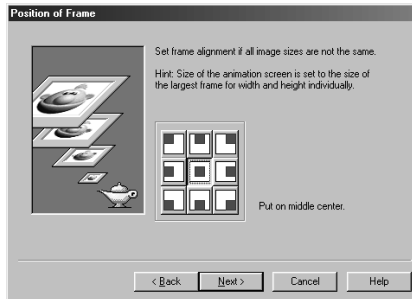 Position of Frame
Set frame alignment if all image sizes are not the same.
Hint: Size of the animation screen is set to the size of
the largest frame for width and height individually.
Put on middle center.
< Back
Next >
Cancel
Help